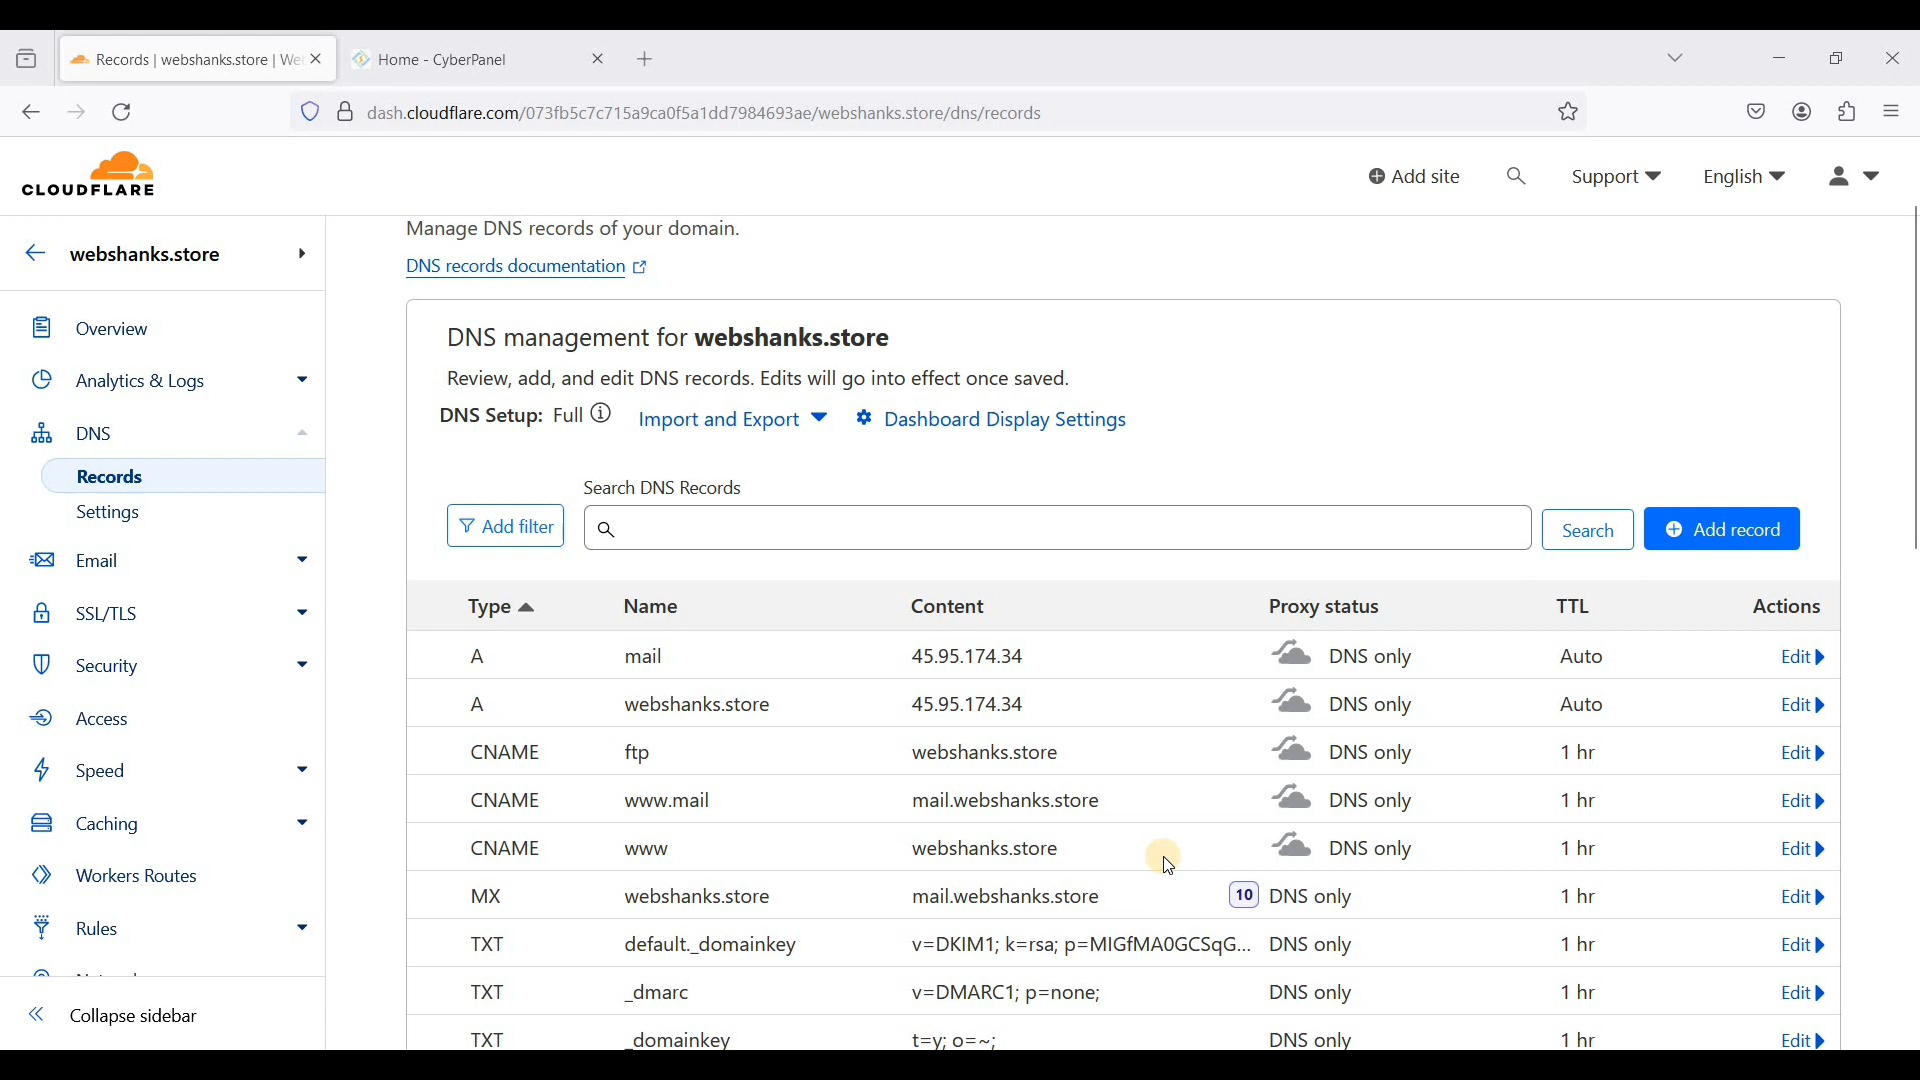 Records | webshanks.store | We
Home - CyberPanel
dash.cloudflare.com/073fb5c7c715a9ca0f5a1dd7984693ae/webshanks.store/dns/records
CLOUDFLARE
Add site
Support
English
webshanks.store
Overview
Analytics & Logs
DNS
Records
Settings
Email
SSL/TLS
Security
Access
Speed
Caching
Workers Routes
Rules
Collapse sidebar
Manage DNS records of your domain.
DNS records documentation
DNS management for webshanks.store
Review, add, and edit DNS records. Edits will go into effect once saved.
DNS Setup: Full Import and Export Dashboard Display Settings
Search DNS Records
Add filter Search Add record
Type Name Content Proxy status TTL Actions
A mail 45.95.174.34 DNS only Auto Edit
A webshanks.store 45.95.174.34 DNS only Auto Edit
CNAME ftp webshanks.store DNS only 1 hr Edit
CNAME www.mail mail.webshanks.store DNS only 1 hr Edit
CNAME www webshanks.store DNS only 1 hr Edit
MX webshanks.store mail.webshanks.store 10 DNS only 1 hr Edit
TXT default._domainkey v=DKIM1; k=rsa; p=MIGfMA0GCSqG... DNS only 1 hr Edit
TXT _dmarc v=DMARC1; p=none; DNS only 1 hr Edit
TXT _domainkey t=y; o=~; DNS only 1 hr Edit